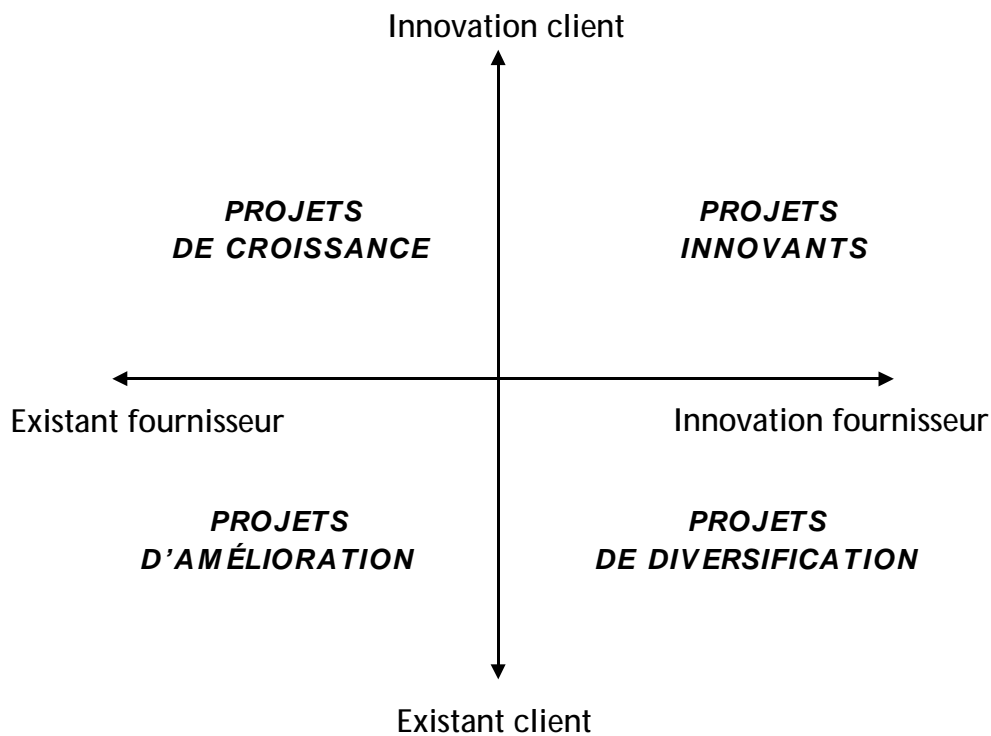 Innovation client
PROJETS
DE CROISSANCE
PROJETS
INNOVANTS
Existant fournisseur
Innovation fournisseur
PROJETS
D’AMÉLIORATION
PROJETS
DE DIVERSIFICATION
Existant client